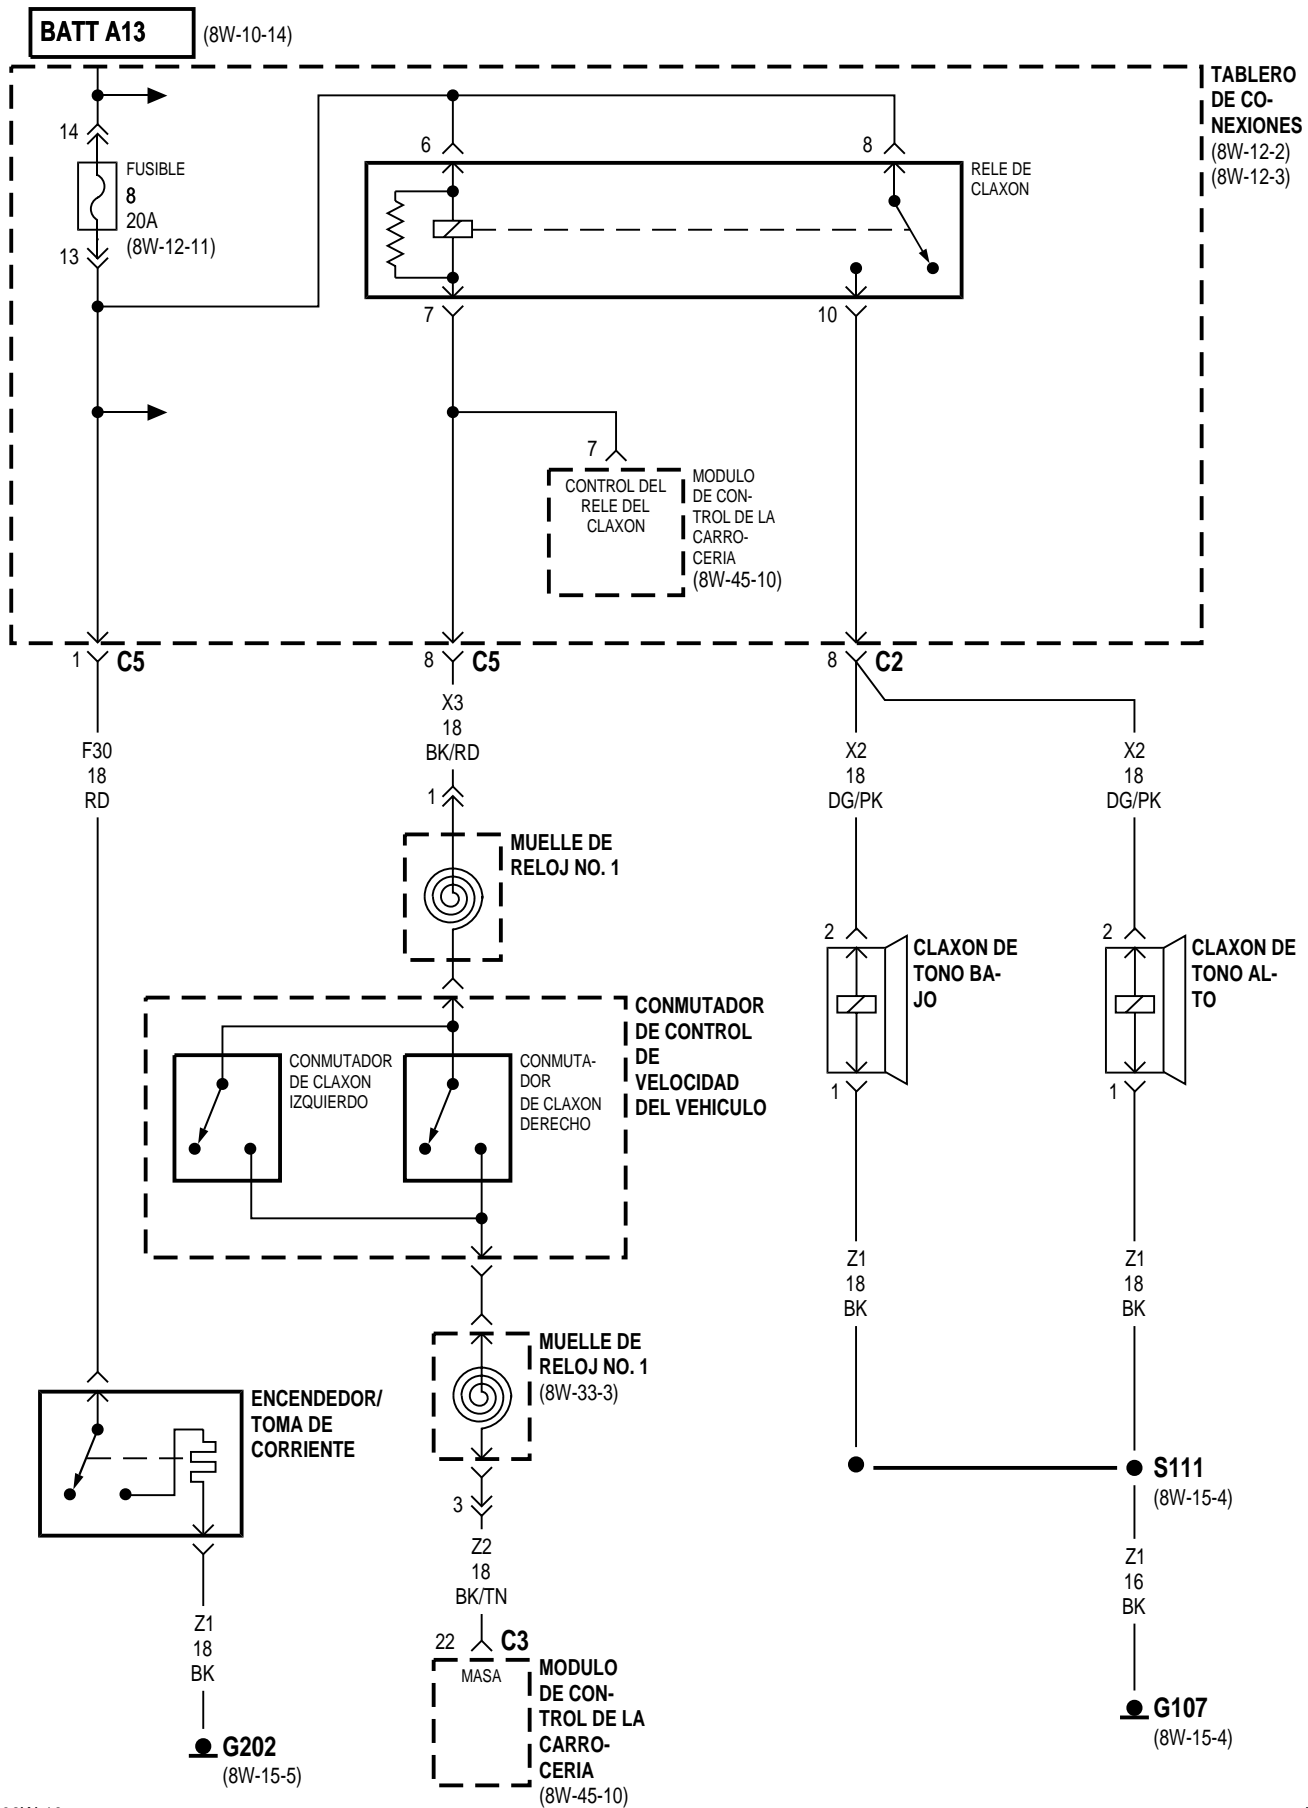 BATT A13
(8W-10-14)
TABLERO
DE CO-
NEXIONES
(8W-12-2)
(8W-12-3)
14
FUSIBLE
8
20A
(8W-12-11)
13
6
8
RELE DE
CLAXON
7
10
7
CONTROL DEL
RELE DEL
CLAXON
MODULO
DE CON-
TROL DE LA
CARRO-
CERIA
(8W-45-10)
1
C5
8
C5
8
C2
X3
18
BK/RD
F30
18
RD
X2
18
DG/PK
X2
18
DG/PK
1
MUELLE DE
RELOJ NO. 1
2
CLAXON DE
TONO BA-
JO
1
2
CLAXON DE
TONO AL-
TO
1
CONMUTADOR
DE CONTROL
DE
VELOCIDAD
DEL VEHICULO
CONMUTADOR
DE CLAXON
IZQUIERDO
CONMUTA-
DOR
DE CLAXON
DERECHO
Z1
18
BK
Z1
18
BK
MUELLE DE
RELOJ NO. 1
(8W-33-3)
ENCENDEDOR/
TOMA DE
CORRIENTE
S111
(8W-15-4)
3
Z2
18
BK/TN
Z1
16
BK
Z1
18
BK
22
C3
MASA
MODULO
DE CON-
TROL DE LA
CARRO-
CERIA
(8W-45-10)
G107
(8W-15-4)
G202
(8W-15-5)